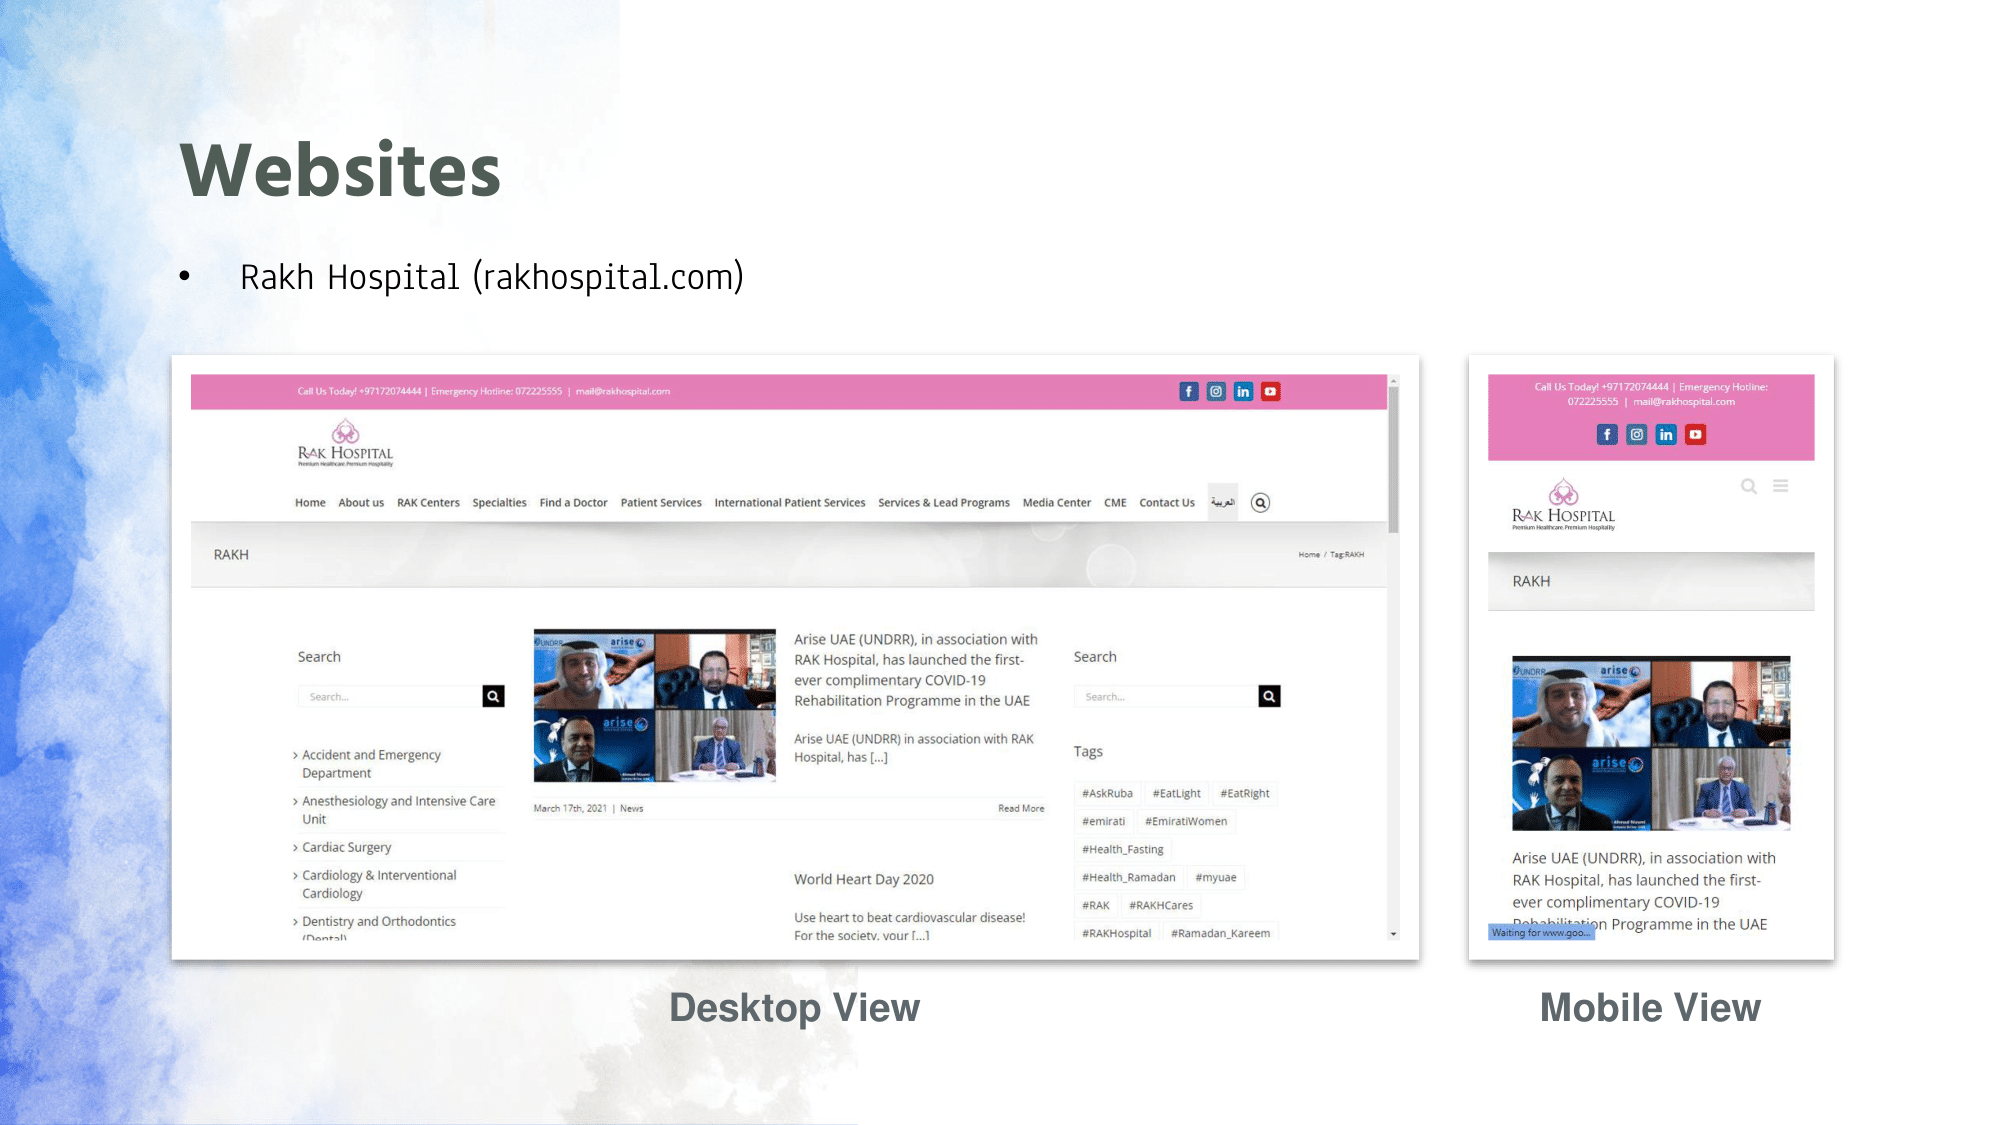 Websites
• Rakh Hospital (rakhospital.com)
Call Us Today! +97172074444 | Emergency Hotline: 072225555 | mail@rakhospital.com
RAK HOSPITAL
Premium Healthcare.Premium Hospitality
Home About us RAK Centers Specialties Find a Doctor Patient Services International Patient Services Services & Lead Programs Media Center CME Contact Us العربية
RAKH
Home / Tag:RAKH
Search
Search...
> Accident and Emergency
Department
> Anesthesiology and Intensive Care
Unit
> Cardiac Surgery
> Cardiology & Interventional
Cardiology
> Dentistry and Orthodontics
(Dental)
UNDRR
arise
arise
Arise UAE (UNDRR), in association with
RAK Hospital, has launched the first-
ever complimentary COVID-19
Rehabilitation Programme in the UAE
Arise UAE (UNDRR) in association with RAK
Hospital, has [...]
March 17th, 2021 | News
Read More
World Heart Day 2020
Use heart to beat cardiovascular disease!
For the society, your [...]
Search
Search...
Tags
#AskRuba #EatLight #EatRight
#emirati #EmiratiWomen
#Health_Fasting
#Health_Ramadan #myuae
#RAK #RAKHCares
#RAKHospital #Ramadan_Kareem
Desktop View
Call Us Today! +97172074444 | Emergency Hotline:
072225555 | mail@rakhospital.com
RAK HOSPITAL
Premium Healthcare.Premium Hospitality
RAKH
UNDRR
arise
arise
Arise UAE (UNDRR), in association with
RAK Hospital, has launched the first-
ever complimentary COVID-19
Rehabilitation Programme in the UAE
Waiting for www.goo...
Mobile View